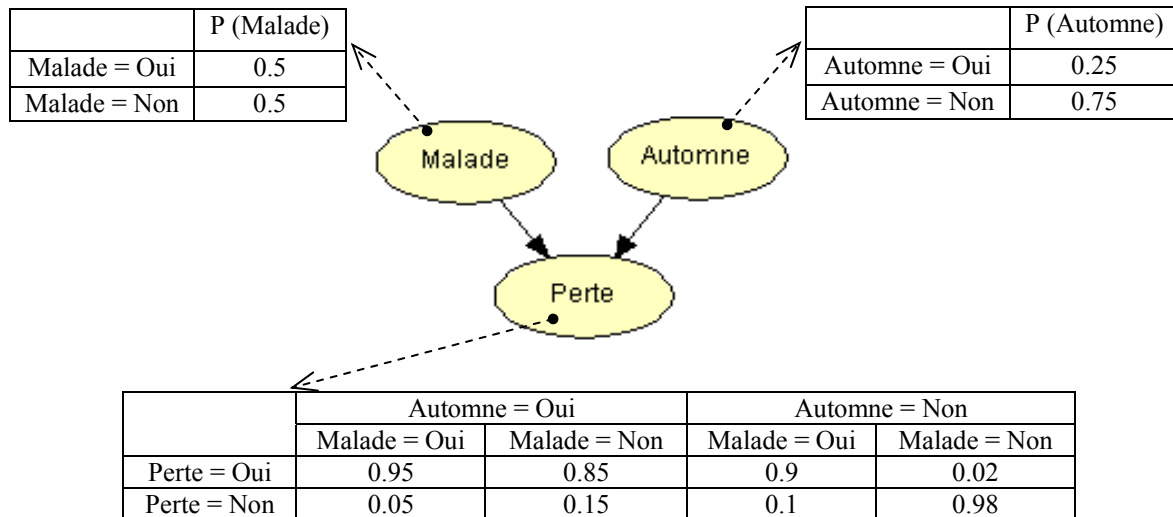 P (Malade)
Malade = Oui 0.5
Malade = Non 0.5
P (Automne)
Automne = Oui 0.25
Automne = Non 0.75
Malade
Automne
Perte
Automne = Oui Automne = Non
Malade = Oui Malade = Non Malade = Oui Malade = Non
Perte = Oui 0.95 0.85 0.9 0.02
Perte = Non 0.05 0.15 0.1 0.98